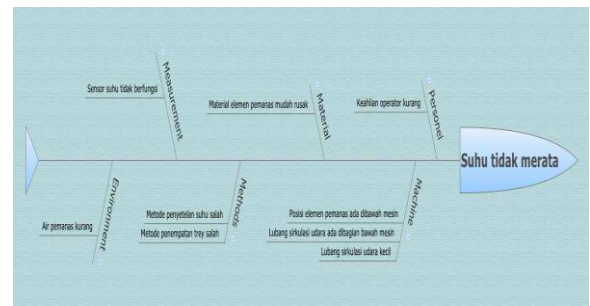 Measurement
Sensor suhu tidak berfungsi
Material
Material elemen pemanas mudah rusak
Personel
Keahlian operator kurang
Suhu tidak merata
Environment
Air pemanas kurang
Methods
Metode penyetelan suhu salah
Metode penempatan trey salah
Machine
Posisi elemen pemanas ada dibawah mesin
Lubang sirkulasi udara ada dibagian bawah mesin
Lubang sirkulasi udara kecil